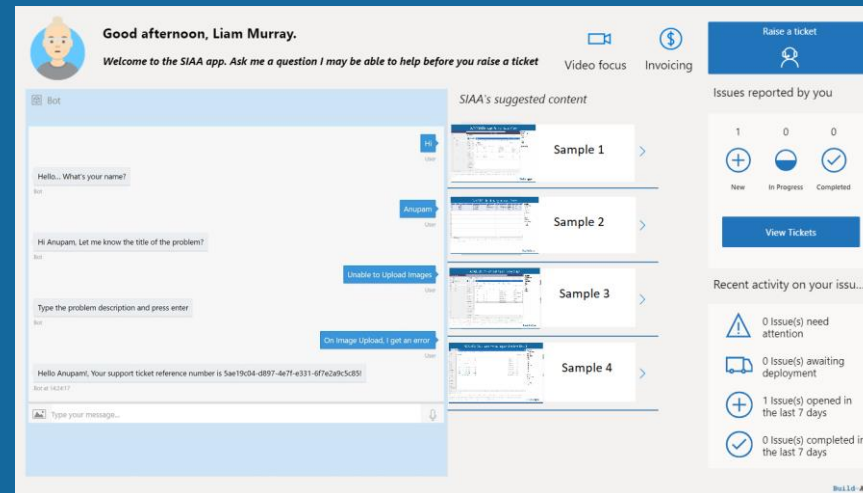 Good afternoon, Liam Murray.
Welcome to the SIAA app. Ask me a question I may be able to help before you raise a ticket
Video focus
Invoicing
Raise a ticket
Bot
Hi
User
Hello... What's your name?
Bot
Anupam
User
Hi Anupam, Let me know the title of the problem?
Bot
Unable to Upload Images
User
Type the problem description and press enter
Bot
On Image Upload, I get an error
User
Hello Anupam!, Your support ticket reference number is 5ae19c04-d897-4e7f-e331-6f7e2a9c5c85!
Bot at 14:24:17
Type your message...
SIAA's suggested content
Sample 1
Sample 2
Sample 3
Sample 4
Issues reported by you
1 0 0
New In Progress Completed
View Tickets
Recent activity on your issu...
0 Issue(s) need
attention
0 Issue(s) awaiting
deployment
1 Issue(s) opened in
the last 7 days
0 Issue(s) completed in
the last 7 days
Build-A